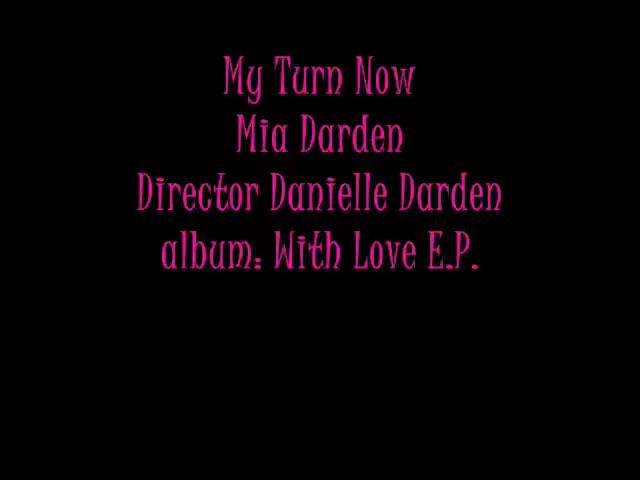 My Turn Now
Mia Darden
Director Danielle Darden
album: With Love E.P.